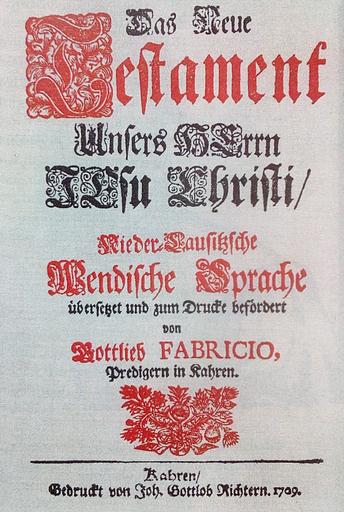 Das Neue
Testament
Unsers HErrn
JEsu Christi/
Nieder-Lausitzsche
Wendische Sprache
übersetzet und zum Drucke befördert
von
Gottlieb FABRICIO,
Predigern in Kahren.
Kahren/
Gedruckt von Joh. Gottlob Richtern. 1709.